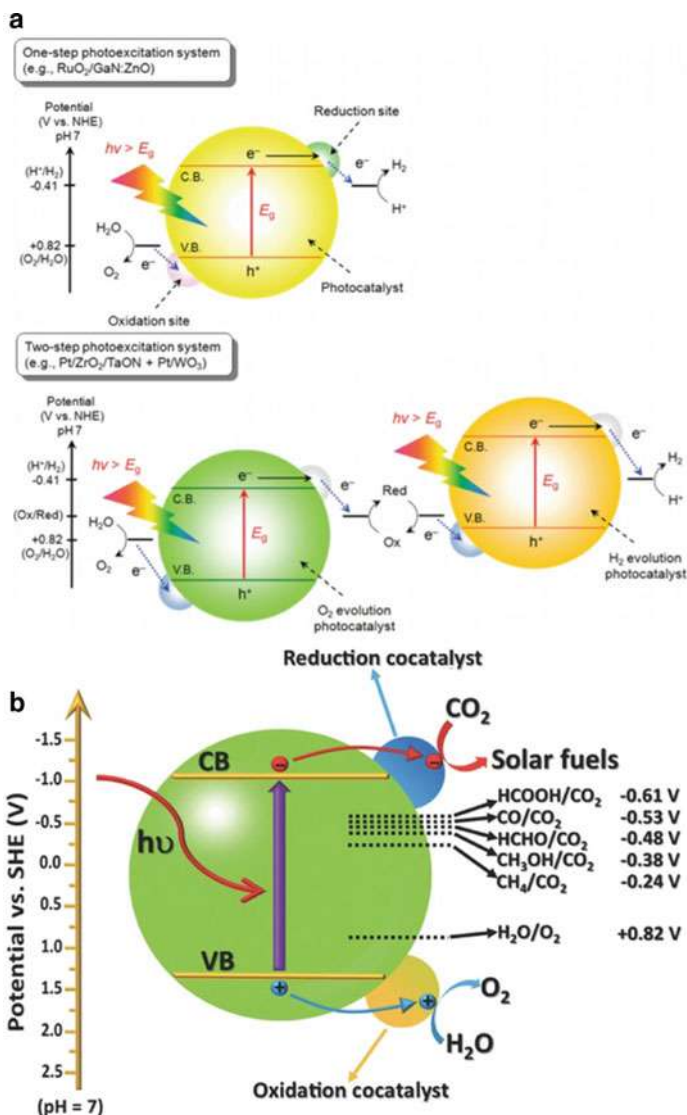 a
One-step photoexcitation system
(e.g., RuO₂/GaN:ZnO)
Potential
(V vs. NHE)
pH 7
(H⁺/H₂)
-0.41
+0.82
(O₂/H₂O)
hν > Eg
H₂O
O₂
e⁻
C.B.
V.B.
Eg
e⁻
h⁺
Reduction site
e⁻
H₂
H⁺
Photocatalyst
Oxidation site
Two-step photoexcitation system
(e.g., Pt/ZrO₂/TaON + Pt/WO₃)
Potential
(V vs. NHE)
pH 7
(H⁺/H₂)
-0.41
(Ox/Red)
+0.82
(O₂/H₂O)
hν > Eg
H₂O
O₂
e⁻
C.B.
V.B.
Eg
e⁻
h⁺
e⁻
Red
Ox
O₂ evolution
photocatalyst
hν > Eg
e⁻
C.B.
V.B.
Eg
e⁻
h⁺
e⁻
H₂
H⁺
H₂ evolution
photocatalyst
b
Potential vs. SHE (V)
-1.5
-1.0
-0.5
0.0
0.5
1.0
1.5
2.0
2.5
(pH = 7)
hυ
CB
VB
Reduction cocatalyst
CO₂
Solar fuels
HCOOH/CO₂ -0.61 V
CO/CO₂ -0.53 V
HCHO/CO₂ -0.48 V
CH₃OH/CO₂ -0.38 V
CH₄/CO₂ -0.24 V
H₂O/O₂ +0.82 V
O₂
H₂O
Oxidation cocatalyst